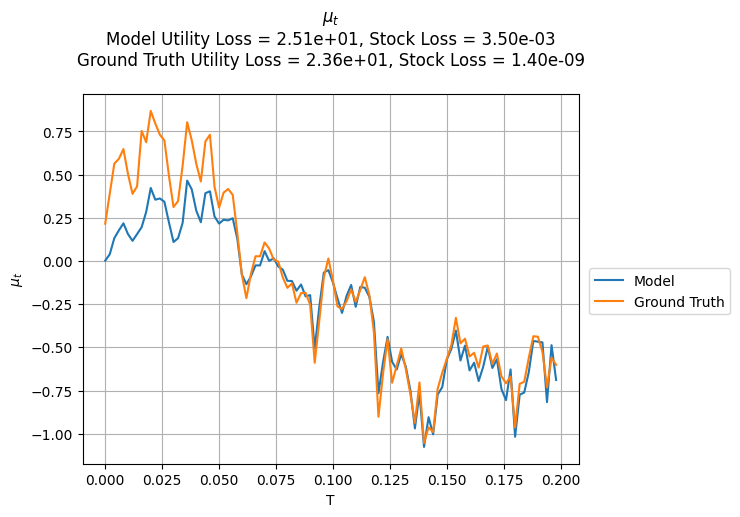 μ_t
Model Utility Loss = 2.51e+01, Stock Loss = 3.50e-03
Ground Truth Utility Loss = 2.36e+01, Stock Loss = 1.40e-09
0.75
0.50
0.25
0.00
−0.25
−0.50
−0.75
−1.00
μ_t
0.000 0.025 0.050 0.075 0.100 0.125 0.150 0.175 0.200
T
Model
Ground Truth